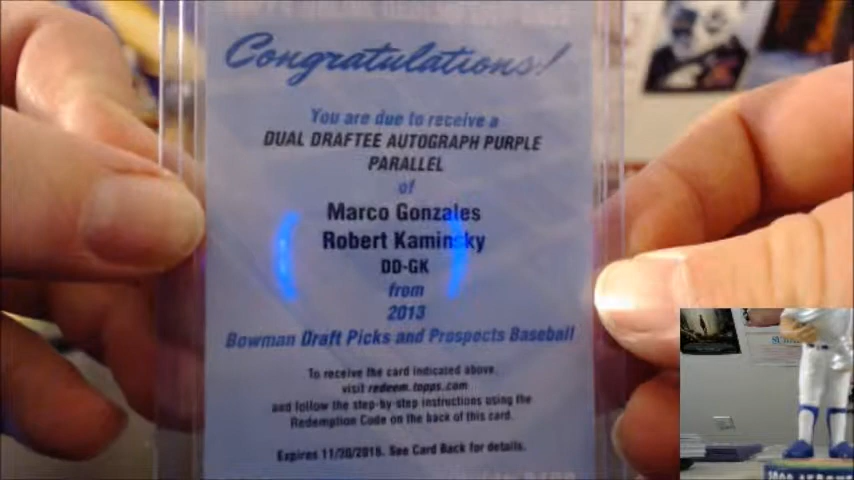 Congratulations!
You are due to receive a
DUAL DRAFTEE AUTOGRAPH PURPLE
PARALLEL
of
Marco Gonzales
Robert Kaminsky
DD-GK
from
2013
Bowman Draft Picks and Prospects Baseball
To receive the card indicated above,
visit redeem.topps.com
and follow the step-by-step instructions using the
Redemption Code on the back of this card.
Expires 11/20/2016. See Card Back for details.